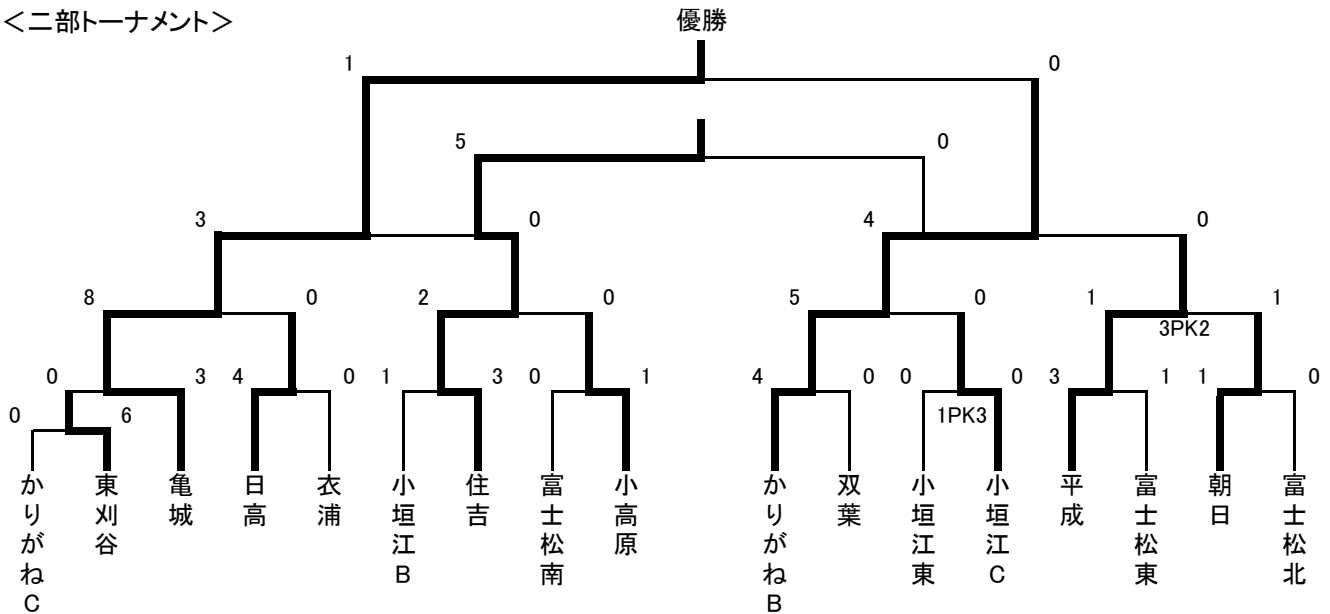 <二部トーナメント>
優勝
1 0
5 0
3 0 4 0
8 0 2 0 5 0 1 1
3PK2
0 3 4 0 1 3 0 1 4 0 0 0 3 1 1 0
0 6 1PK3
かりがねC
東刈谷
亀城
日高
衣浦
小垣江B
住吉
富士松南
小高原
かりがねB
双葉
小垣江東
小垣江C
平成
富士松東
朝日
富士松北